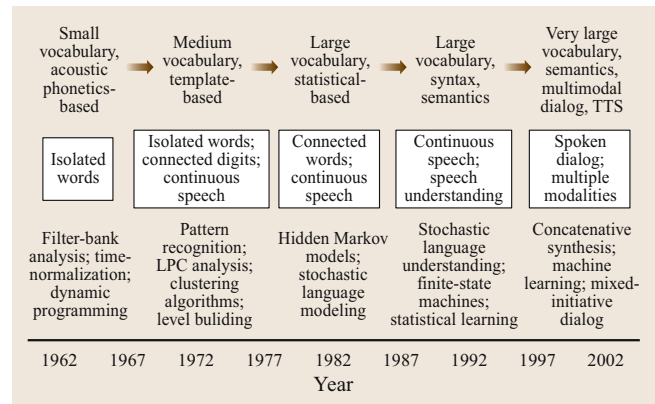 Small
vocabulary,
acoustic
phonetics-
based
Medium
vocabulary,
template-
based
Large
vocabulary,
statistical-
based
Large
vocabulary,
syntax,
semantics
Very large
vocabulary,
semantics,
multimodal
dialog, TTS
Isolated
words
Isolated words;
connected digits;
continuous
speech
Connected
words;
continuous
speech
Continuous
speech;
speech
understanding
Spoken
dialog;
multiple
modalities
Filter-bank
analysis; time-
normalization;
dynamic
programming
Pattern
recognition;
LPC analysis;
clustering
algorithms;
level buliding
Hidden Markov
models;
stochastic
language
modeling
Stochastic
language
understanding;
finite-state
machines;
statistical learning
Concatenative
synthesis;
machine
learning; mixed-
initiative
dialog
1962 1967 1972 1977 1982 1987 1992 1997 2002
Year